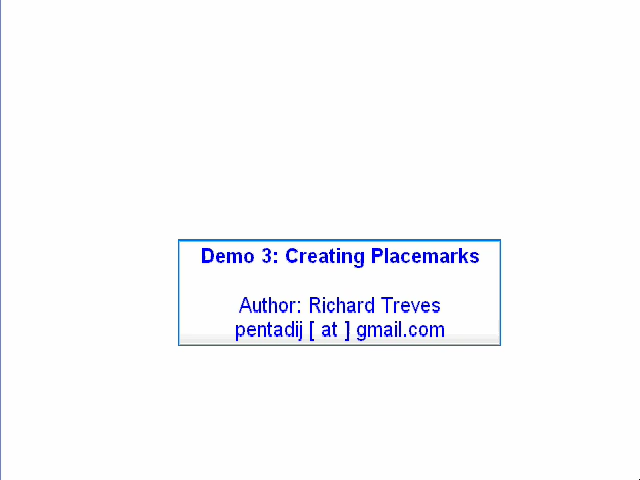 Demo 3: Creating Placemarks
Author: Richard Treves
pentadij [ at ] gmail.com